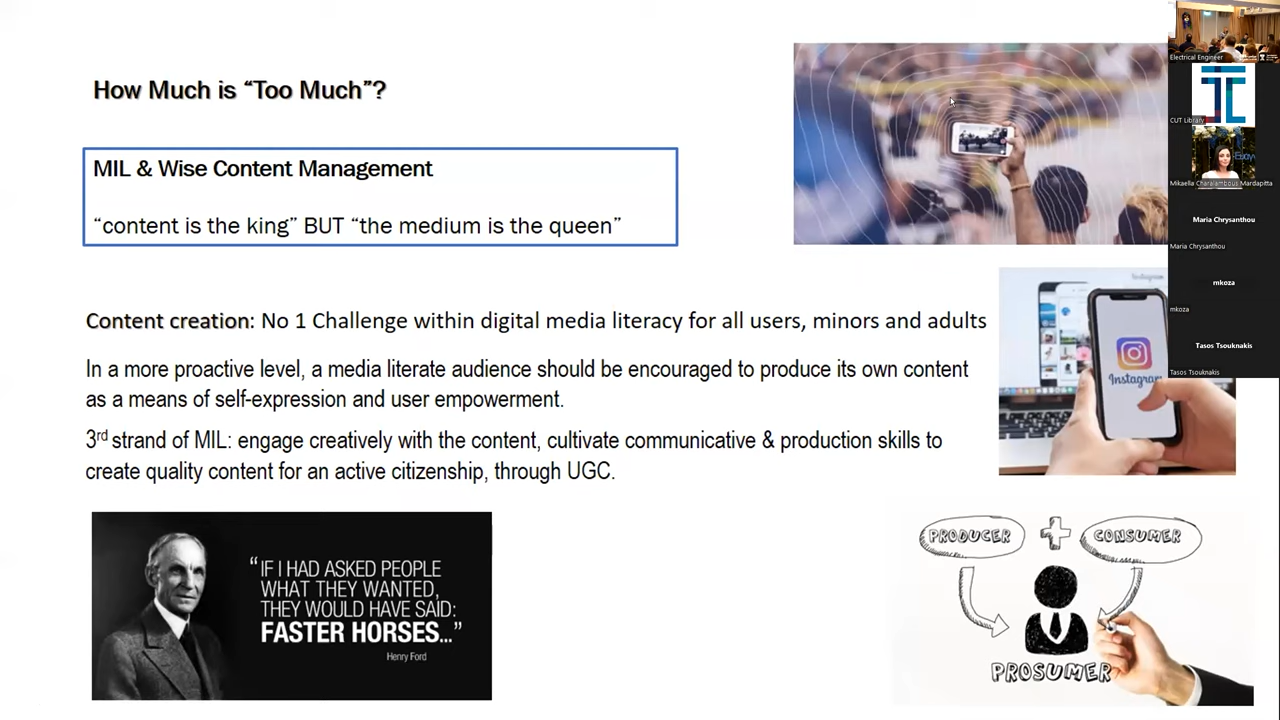 How Much is “Too Much”?
MIL & Wise Content Management
“content is the king” BUT “the medium is the queen”
Content creation: No 1 Challenge within digital media literacy for all users, minors and adults
In a more proactive level, a media literate audience should be encouraged to produce its own content
as a means of self-expression and user empowerment.
3rd strand of MIL: engage creatively with the content, cultivate communicative & production skills to
create quality content for an active citizenship, through UGC.
“IF I HAD ASKED PEOPLE
WHAT THEY WANTED,
THEY WOULD HAVE SAID:
FASTER HORSES...”
Henry Ford
Instagram
PRODUCER + CONSUMER
PROSUMER
Electrical Engineer
CUT Library
Mikaella Charalambous Mardapitta
Maria Chrysanthou
Maria Chrysanthou
mkoza
mkoza
Tasos Tsouknakis
Tasos Tsouknakis